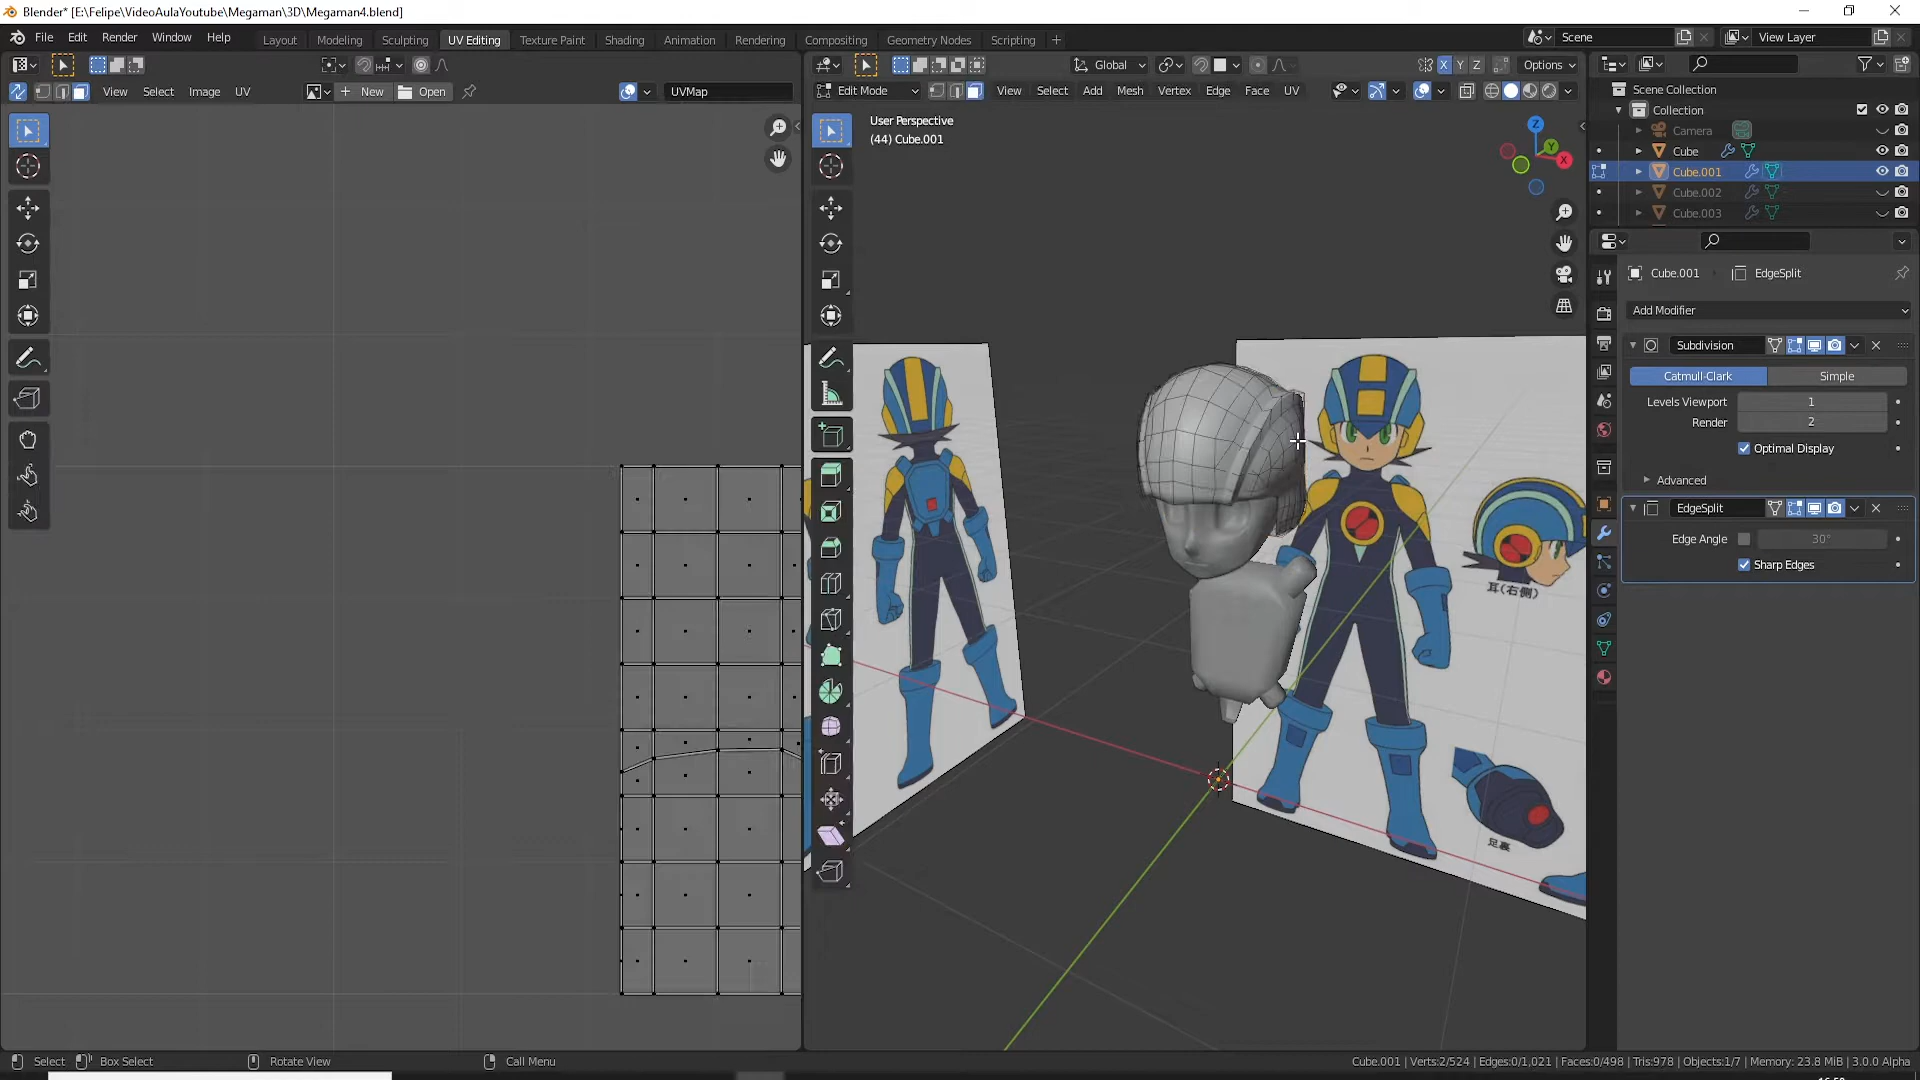 Blender* [E:\Felipe\VideoAulaYoutube\Megaman\3D\Megaman4.blend]
File Edit Render Window Help
Layout Modeling Sculpting UV Editing Texture Paint Shading Animation Rendering Compositing Geometry Nodes Scripting +
Scene
View Layer
Global
X Y Z
Options
View Select Image UV
New
Open
UVMap
Edit Mode
View Select Add Mesh Vertex Edge Face UV
User Perspective
(44) Cube.001
Z
Y
X
耳(右側)
足裏
Scene Collection
Collection
Camera
Cube
Cube.001
Cube.002
Cube.003
Cube.001
EdgeSplit
Add Modifier
Subdivision
Catmull-Clark
Simple
Levels Viewport 1
Render 2
Optimal Display
Advanced
EdgeSplit
Edge Angle 30°
Sharp Edges
Select
Box Select
Rotate View
Call Menu
Cube.001 | Verts:2/524 | Edges:0/1,021 | Faces:0/498 | Tris:978 | Objects:1/7 | Memory: 23.8 MiB | 3.0.0 Alpha